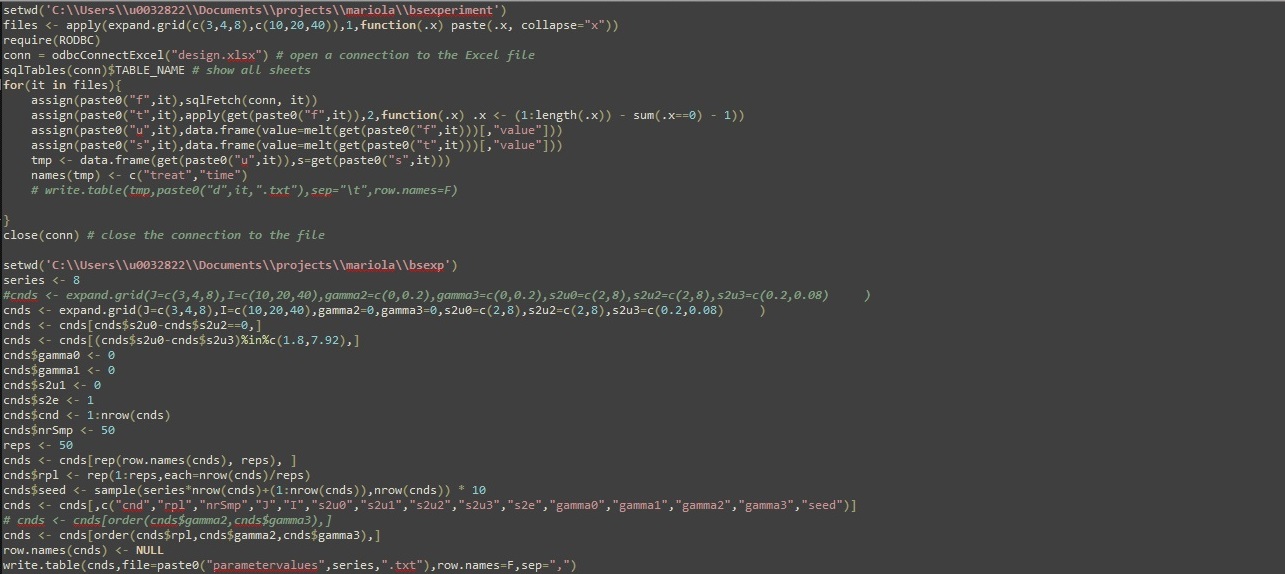 setwd('C:\\Users\\u0032822\\Documents\\projects\\mariola\\bsexperiment')
files <- apply(expand.grid(c(3,4,8),c(10,20,40)),1,function(.x) paste(.x, collapse="x"))
require(RODBC)
conn = odbcConnectExcel("design.xlsx") # open a connection to the Excel file
sqlTables(conn)$TABLE_NAME # show all sheets
for(it in files){
    assign(paste0("f",it),sqlFetch(conn, it))
    assign(paste0("t",it),apply(get(paste0("f",it)),2,function(.x) .x <- (1:length(.x)) - sum(.x==0) - 1))
    assign(paste0("u",it),data.frame(value=melt(get(paste0("f",it)))[,"value"]))
    assign(paste0("s",it),data.frame(value=melt(get(paste0("t",it)))[,"value"]))
    tmp <- data.frame(get(paste0("u",it)),s=get(paste0("s",it)))
    names(tmp) <- c("treat","time")
    # write.table(tmp,paste0("d",it,".txt"),sep="\t",row.names=F)
}
close(conn) # close the connection to the file
setwd('C:\\Users\\u0032822\\Documents\\projects\\mariola\\bsexp')
series <- 8
#cnds <- expand.grid(J=c(3,4,8),I=c(10,20,40),gamma2=c(0,0.2),gamma3=c(0,0.2),s2u0=c(2,8),s2u2=c(2,8),s2u3=c(0.2,0.08)     )
cnds <- expand.grid(J=c(3,4,8),I=c(10,20,40),gamma2=0,gamma3=0,s2u0=c(2,8),s2u2=c(2,8),s2u3=c(0.2,0.08)     )
cnds <- cnds[cnds$s2u0-cnds$s2u2==0,]
cnds <- cnds[(cnds$s2u0-cnds$s2u3)%in%c(1.8,7.92),]
cnds$gamma0 <- 0
cnds$gamma1 <- 0
cnds$s2u1 <- 0
cnds$s2e <- 1
cnds$cnd <- 1:nrow(cnds)
cnds$nrSmp <- 50
reps <- 50
cnds <- cnds[rep(row.names(cnds), reps), ]
cnds$rpl <- rep(1:reps,each=nrow(cnds)/reps)
cnds$seed <- sample(series*nrow(cnds)+(1:nrow(cnds)),nrow(cnds)) * 10
cnds <- cnds[,c("cnd","rpl","nrSmp","J","I","s2u0","s2u1","s2u2","s2u3","s2e","gamma0","gamma1","gamma2","gamma3","seed")]
# cnds <- cnds[order(cnds$gamma2,cnds$gamma3),]
cnds <- cnds[order(cnds$rpl,cnds$gamma2,cnds$gamma3),]
row.names(cnds) <- NULL
write.table(cnds,file=paste0("parametervalues",series,".txt"),row.names=F,sep=",")